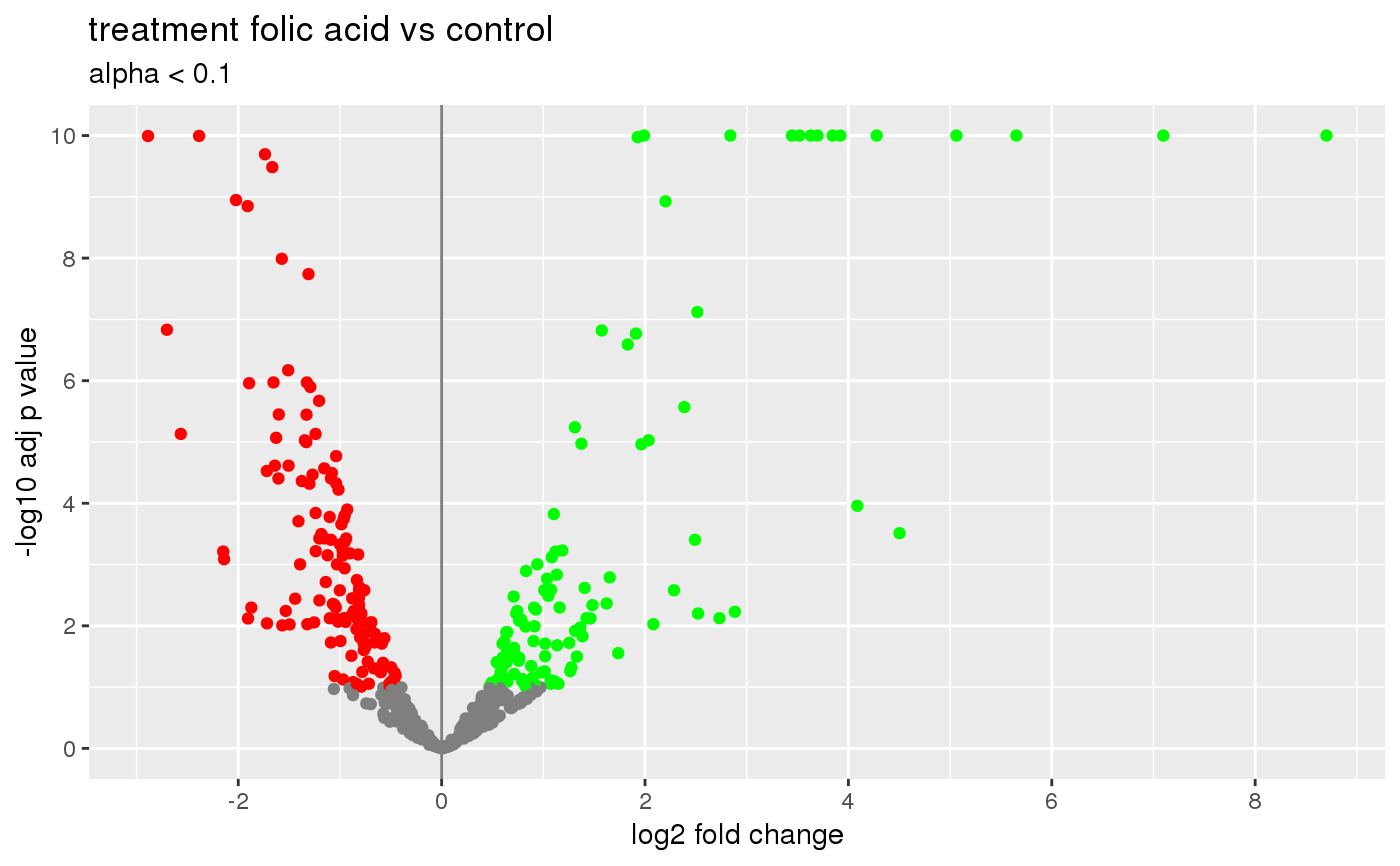 treatment folic acid vs control
alpha < 0.1
-log10 adj p value
10
8
6
4
2
0
-2 0 2 4 6 8
log2 fold change